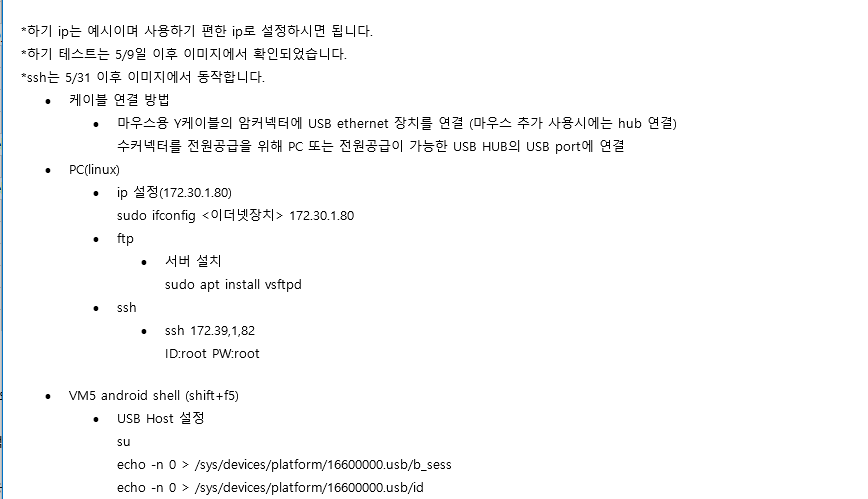 *하기 ip는 예시이며 사용하기 편한 ip로 설정하시면 됩니다.
*하기 테스트는 5/9일 이후 이미지에서 확인되었습니다.
*ssh는 5/31 이후 이미지에서 동작합니다.
• 케이블 연결 방법
• 마우스용 Y케이블의 암커넥터에 USB ethernet 장치를 연결 (마우스 추가 사용시에는 hub 연결)
수커넥터를 전원공급을 위해 PC 또는 전원공급이 가능한 USB HUB의 USB port에 연결
• PC(linux)
• ip 설정(172.30.1.80)
sudo ifconfig <이더넷장치> 172.30.1.80
• ftp
• 서버 설치
sudo apt install vsftpd
• ssh
• ssh 172.39,1,82
ID:root PW:root
• VM5 android shell (shift+f5)
• USB Host 설정
su
echo -n 0 > /sys/devices/platform/16600000.usb/b_sess
echo -n 0 > /sys/devices/platform/16600000.usb/id